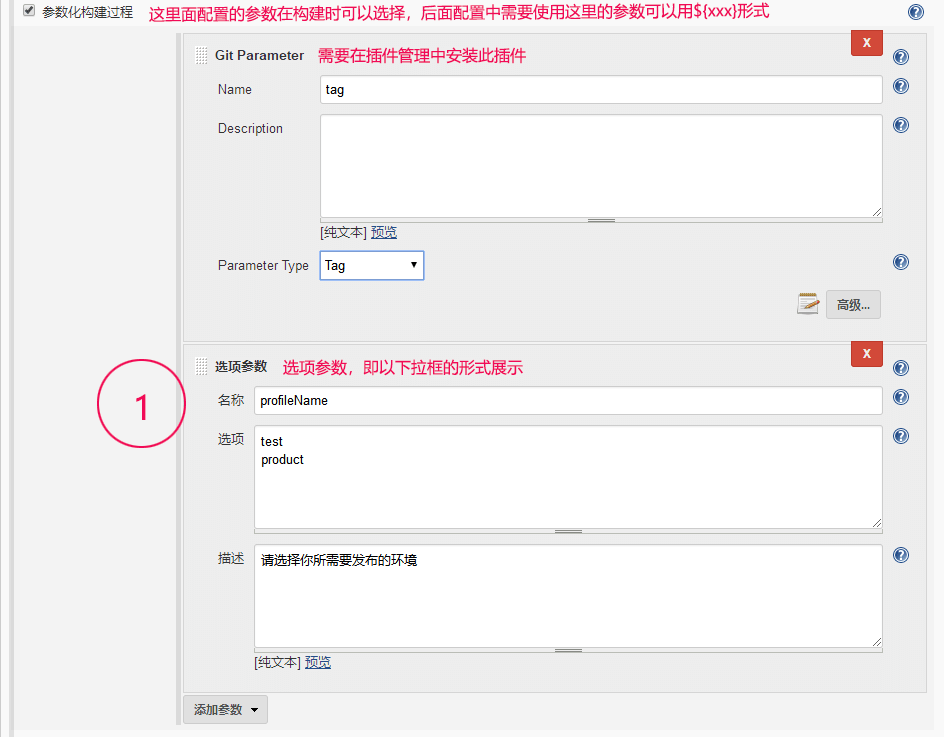 参数化构建过程 这里面配置的参数在构建时可以选择，后面配置中需要使用这里的参数可以用${xxx}形式
X
Git Parameter 需要在插件管理中安装此插件
Name tag
Description
[纯文本] 预览
Parameter Type Tag
高级...
X
选项参数 选项参数，即以下拉框的形式展示
名称 profileName
1
选项 test
product
描述 请选择你所需要发布的环境
[纯文本] 预览
添加参数